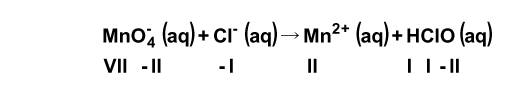 MnO₄⁻ (aq) + Cl⁻ (aq) → Mn²⁺ (aq) + HClO (aq)
VII -II -I II I I -II